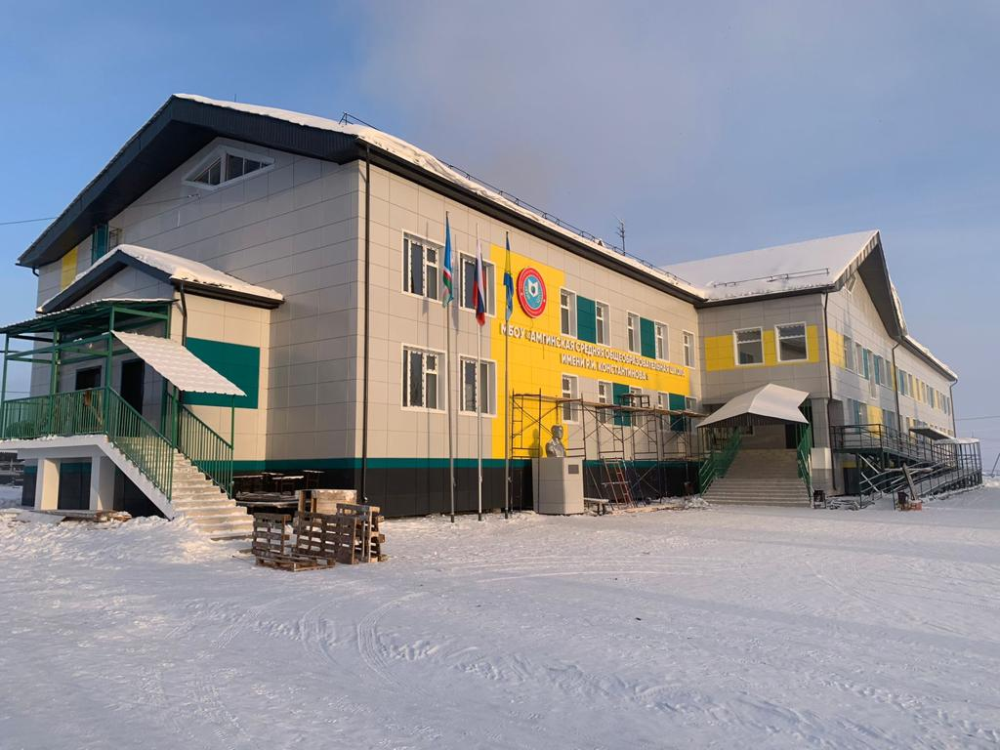 МБОУ «АМГИНСКАЯ СРЕДНЯЯ ОБЩЕОБРАЗОВАТЕЛЬНАЯ ШКОЛА
ИМЕНИ Р.И. КОНСТАНТИНОВА»